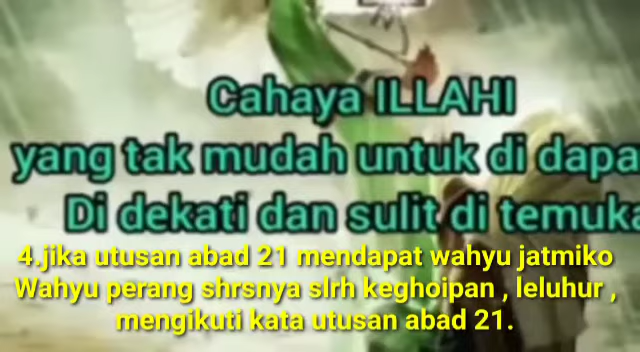 Cahaya ILLAHI
yang tak mudah untuk di dapa
Di dekati dan sulit di temuka
4.jika utusan abad 21 mendapat wahyu jatmiko
Wahyu perang shrsnya slrh keghoipan , leluhur ,
mengikuti kata utusan abad 21.